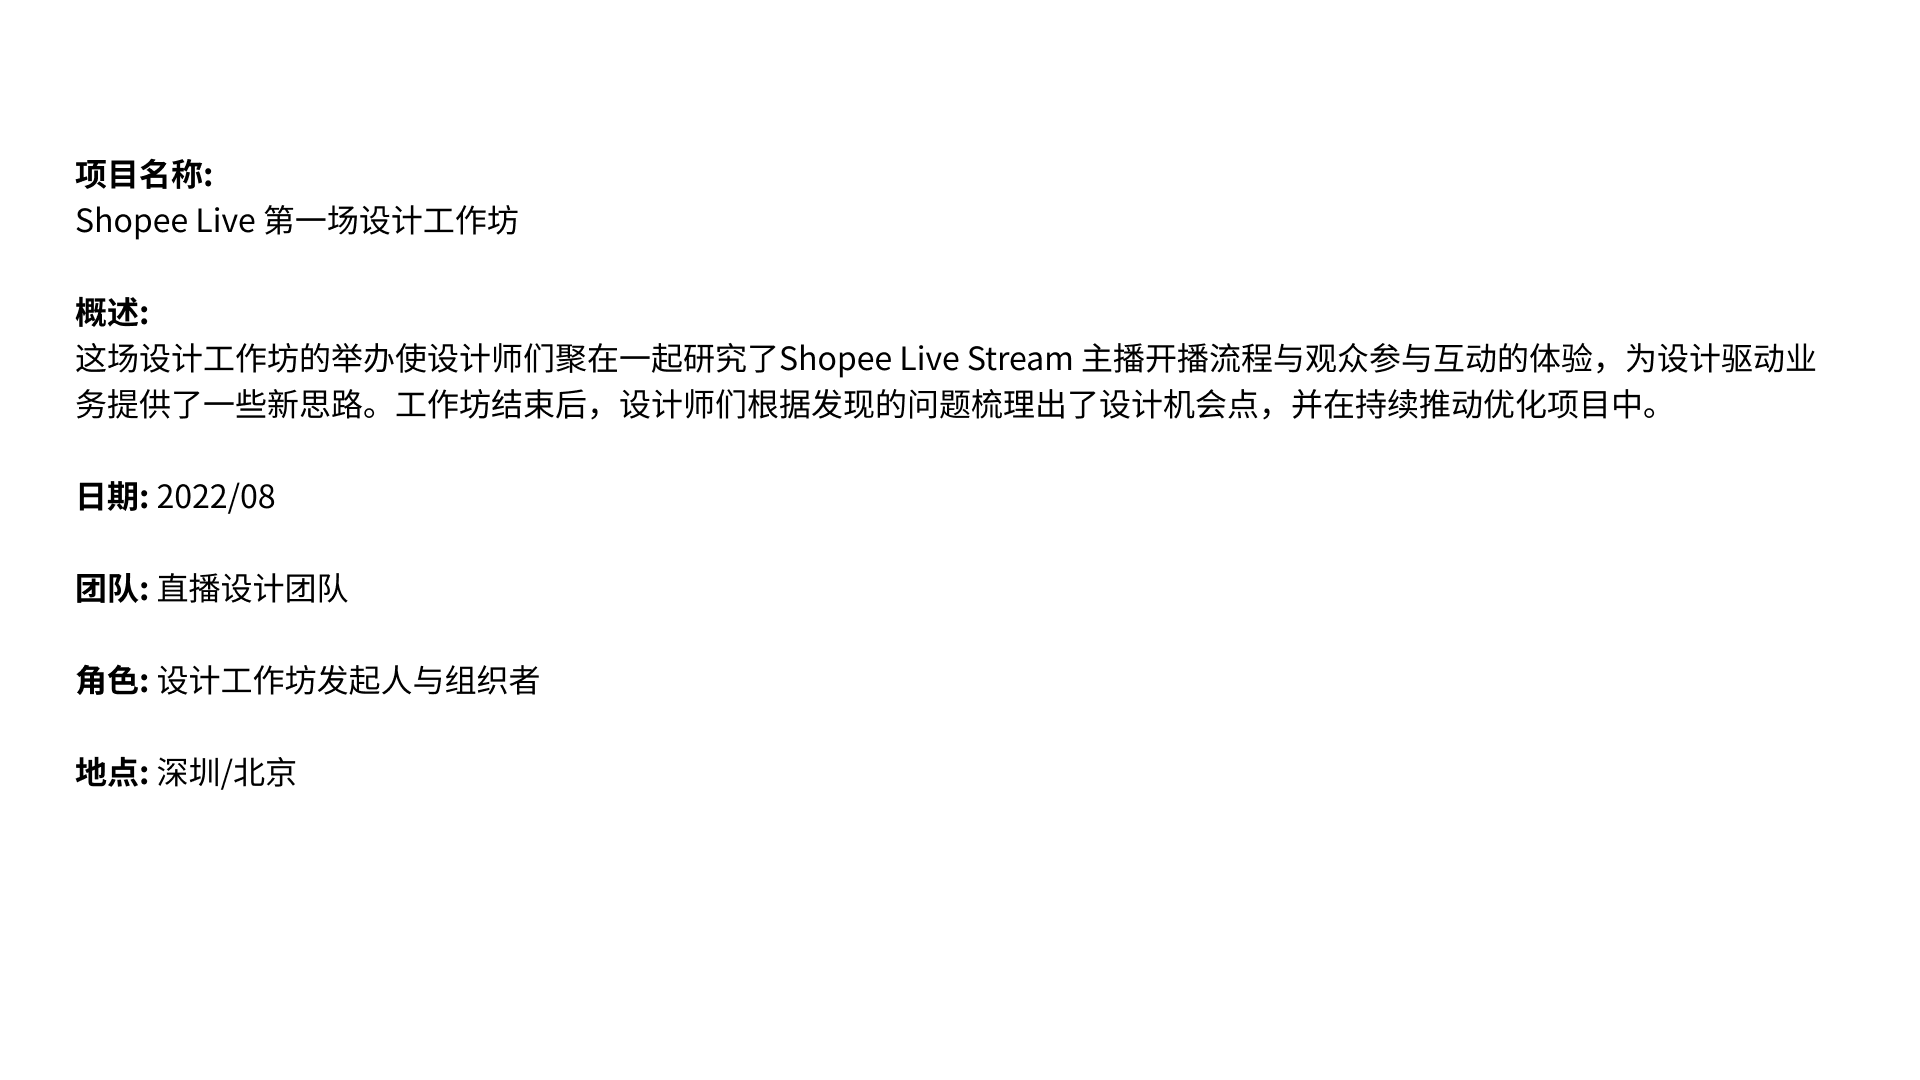 项目名称:
Shopee Live 第一场设计工作坊
概述:
这场设计工作坊的举办使设计师们聚在一起研究了Shopee Live Stream 主播开播流程与观众参与互动的体验，为设计驱动业
务提供了一些新思路。工作坊结束后，设计师们根据发现的问题梳理出了设计机会点，并在持续推动优化项目中。
日期: 2022/08
团队: 直播设计团队
角色: 设计工作坊发起人与组织者
地点: 深圳/北京